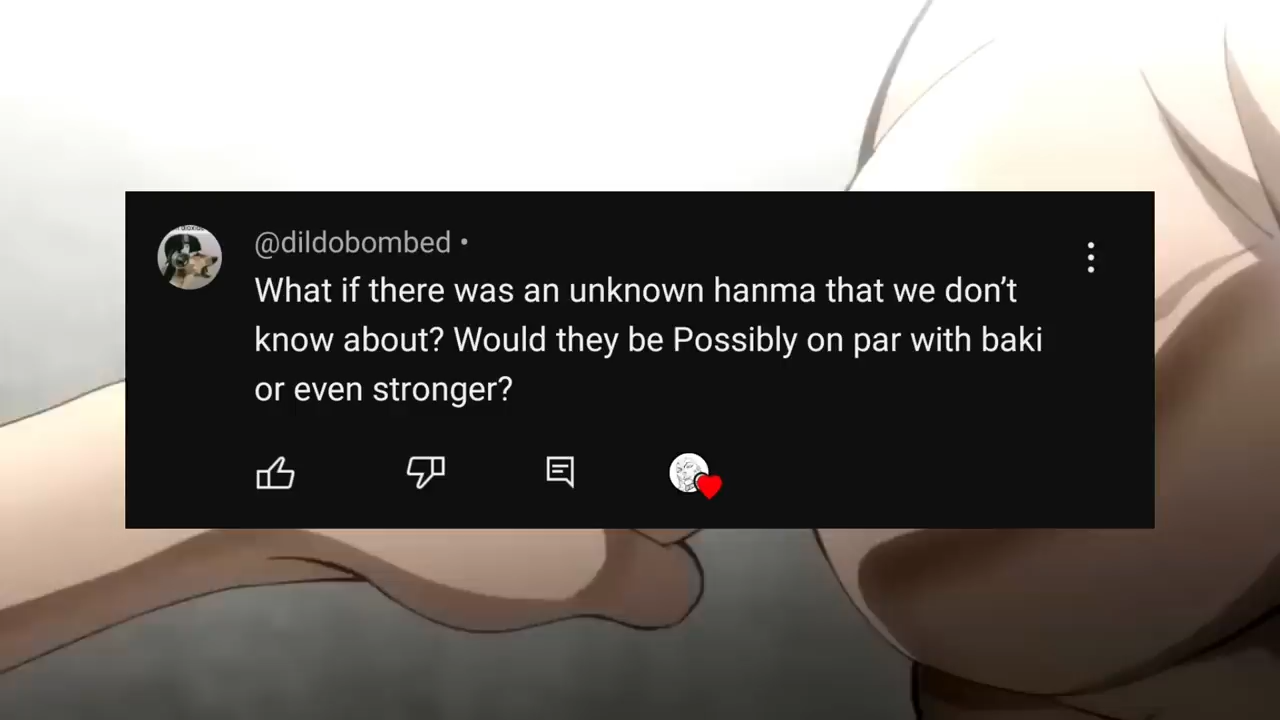 @dildobombed •
What if there was an unknown hanma that we don’t
know about? Would they be Possibly on par with baki
or even stronger?